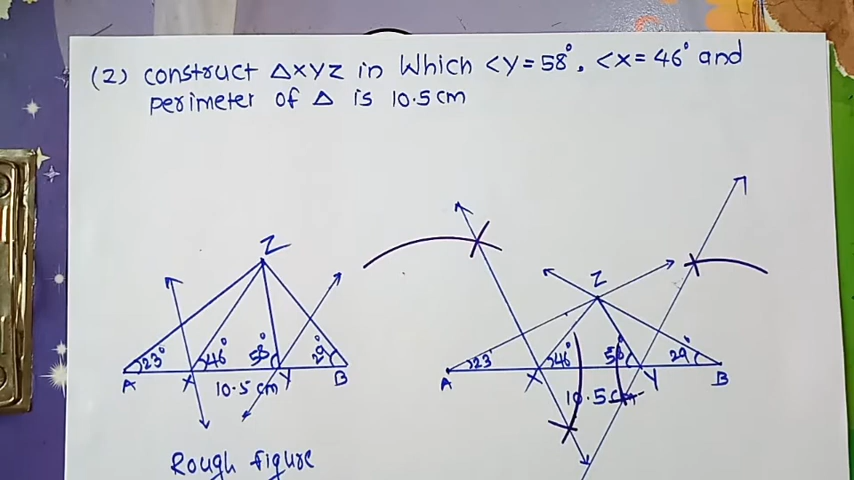 (2) construct △XYZ in Which <Y = 58°, <X = 46° and
perimeter of △ is 10.5 cm
Z
23° 46° 58° 29°
A X Y B
10.5 cm
Rough figure
Z
23° 46° 58° 29°
A X Y B
10.5 cm